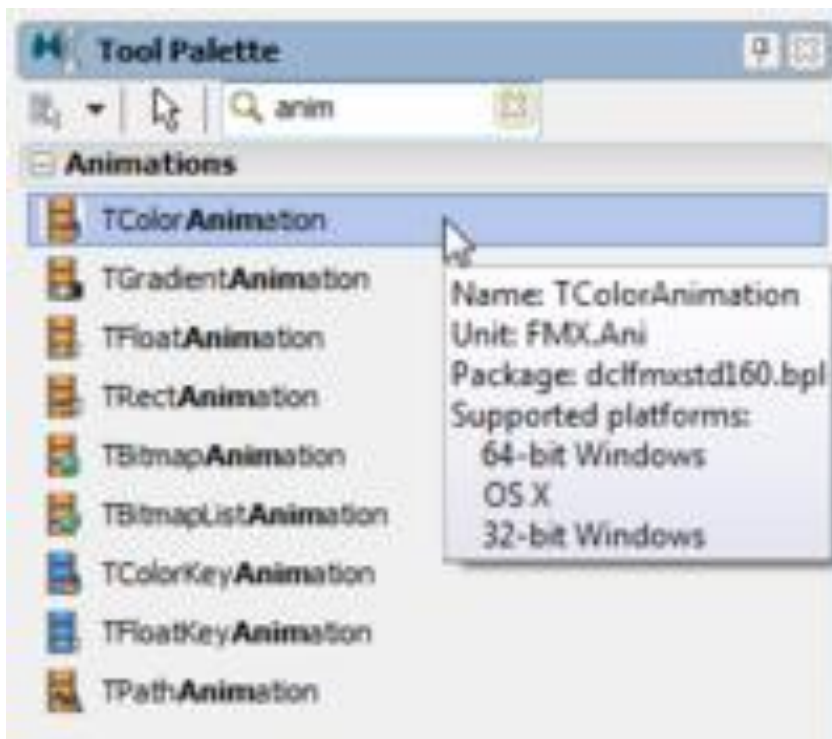 Tool Palette
anim
Animations
TColorAnimation
TGradientAnimation
TFloatAnimation
TRectAnimation
TBitmapAnimation
TBitmapListAnimation
TColorKeyAnimation
TFloatKeyAnimation
TPathAnimation
Name: TColorAnimation
Unit: FMX.Ani
Package: dclfmxstd160.bpl
Supported platforms:
64-bit Windows
OS X
32-bit Windows